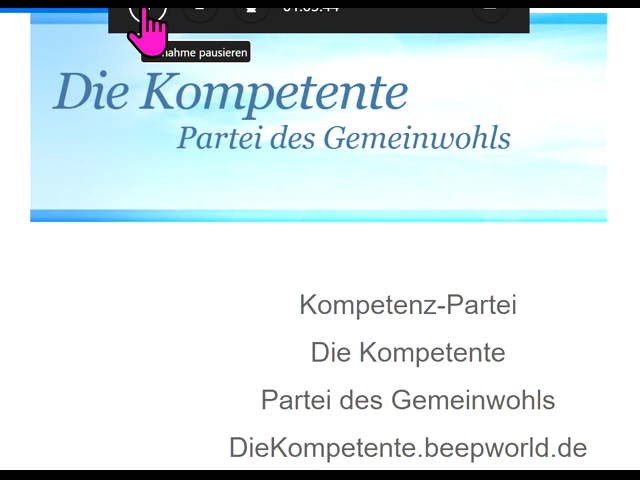 nahme pausieren
Die Kompetente
Partei des Gemeinwohls
Kompetenz-Partei
Die Kompetente
Partei des Gemeinwohls
DieKompetente.beepworld.de